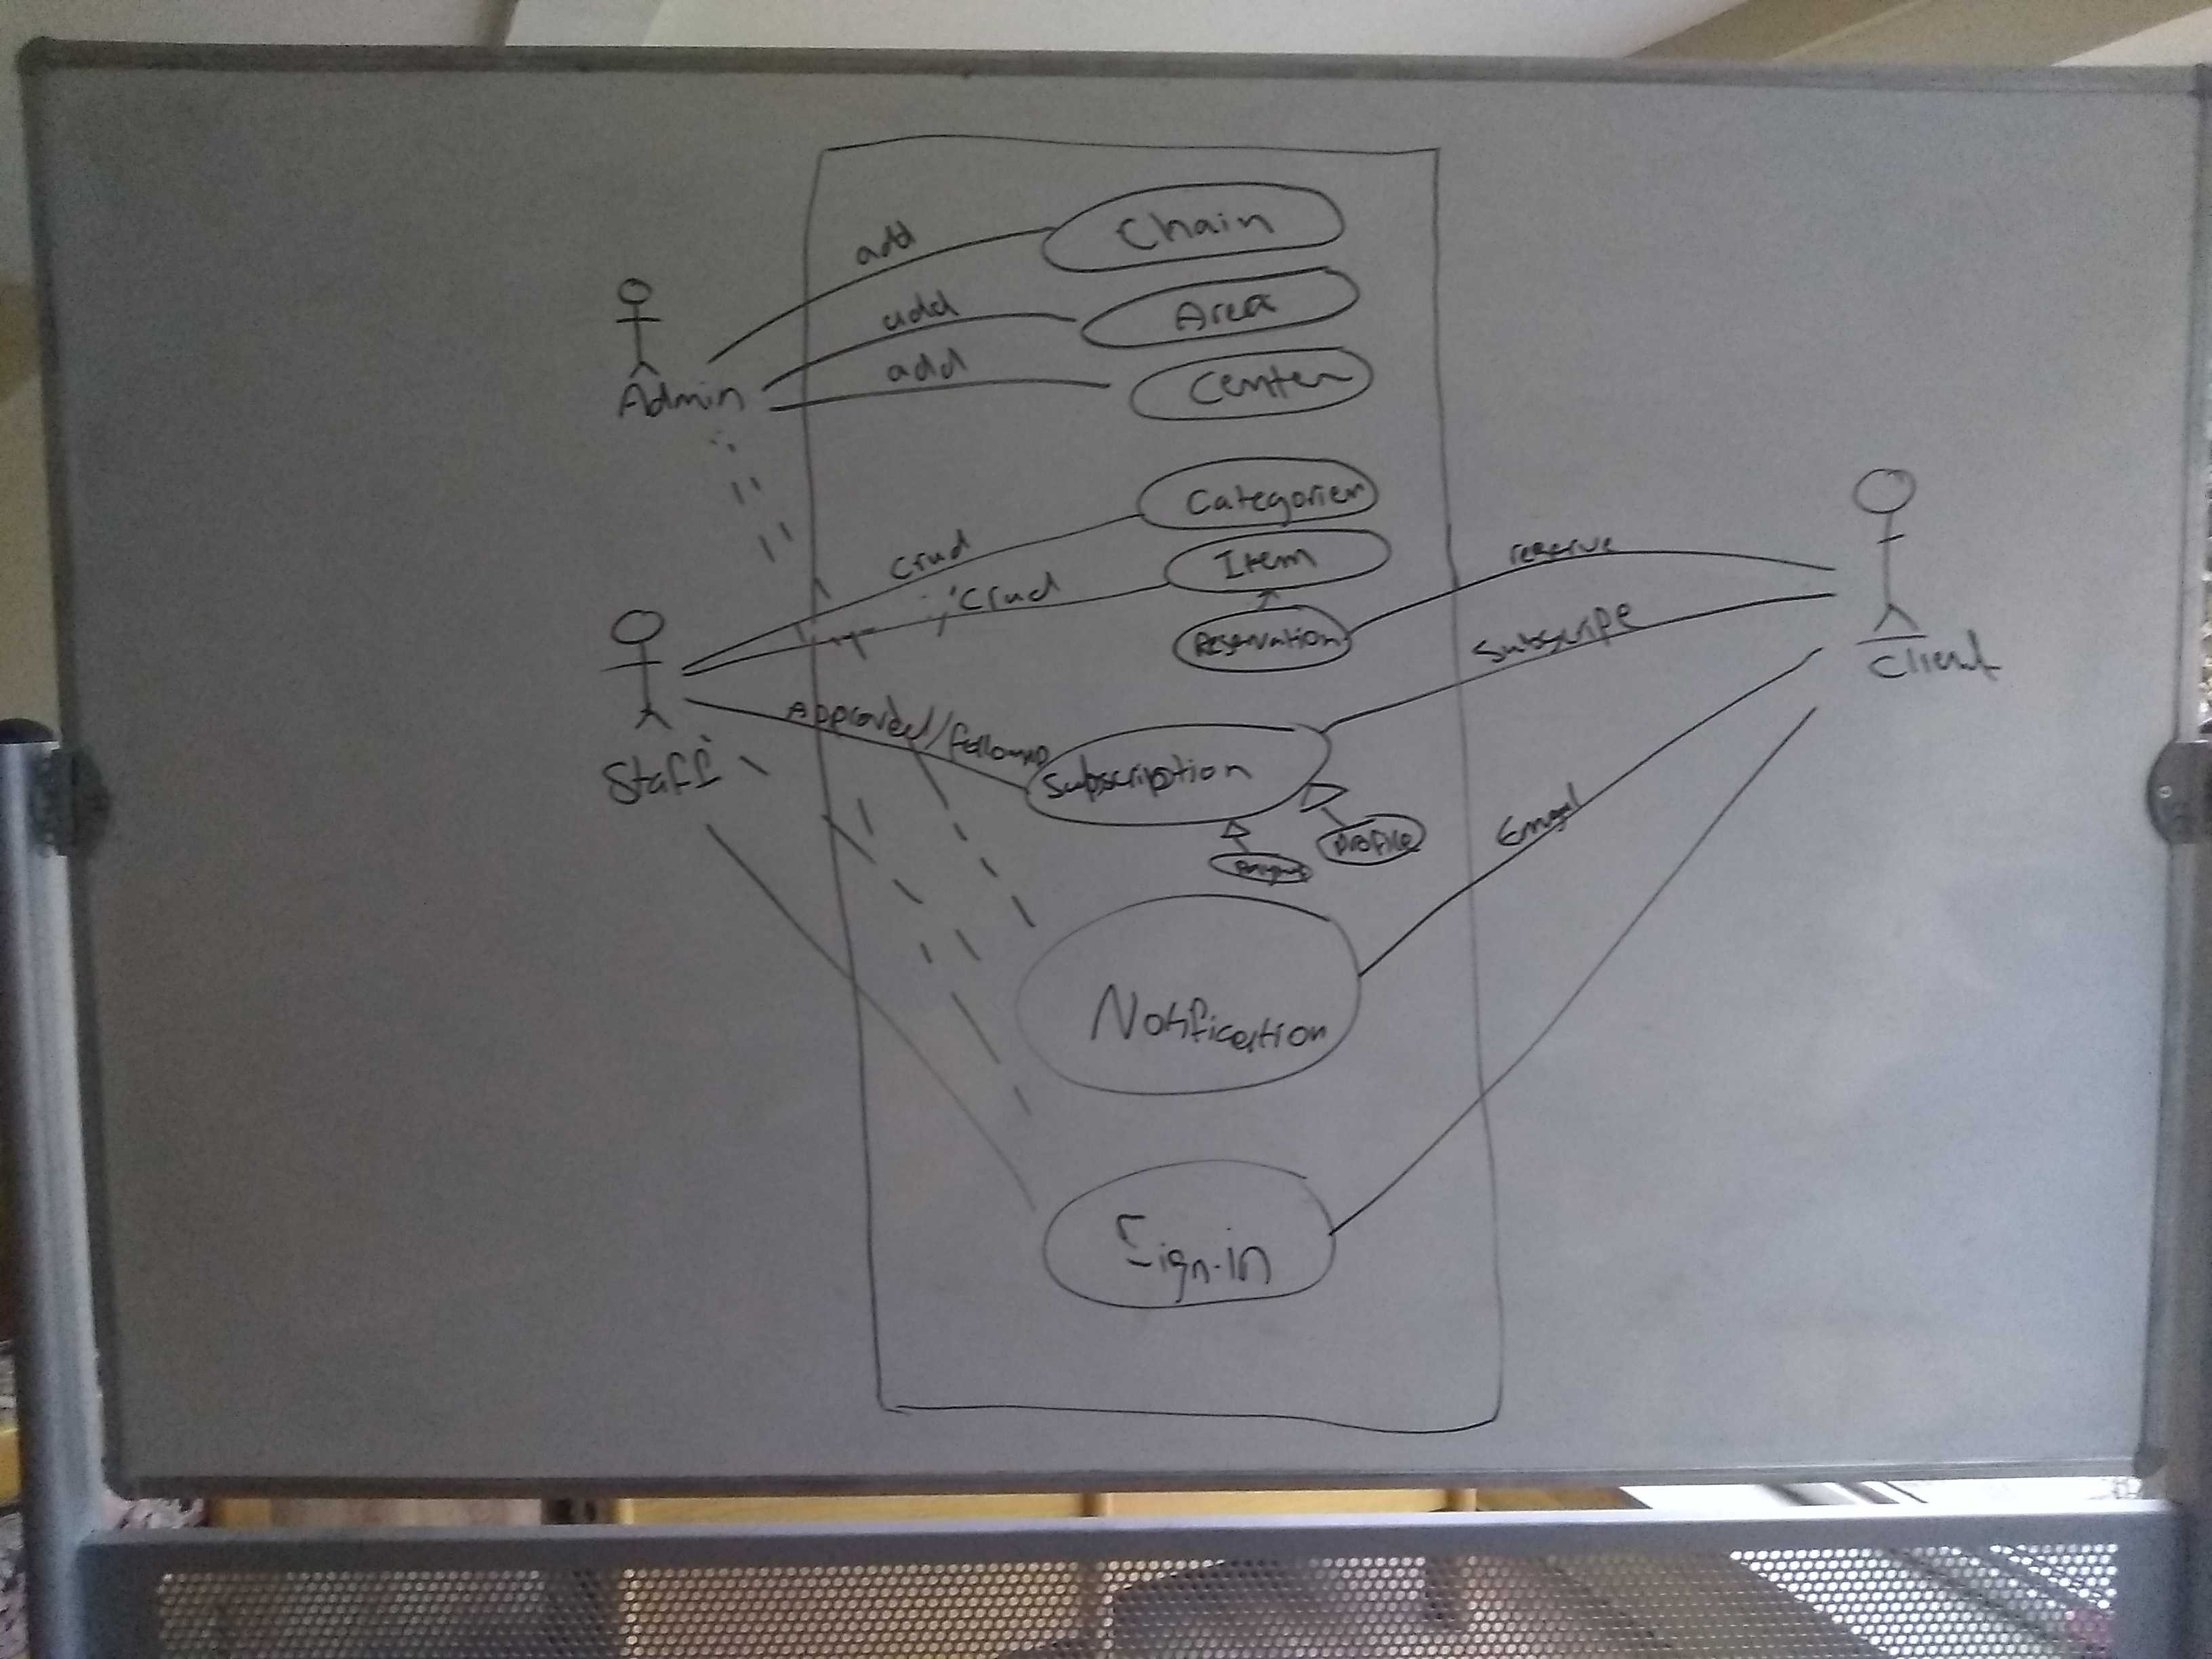 add
Chain
add
Area
add
Center
Admin
Categories
crud
Item
crud
reserve
Reservation
Subscripe
Client
Approved/followup
Staff
Subscription
Email
Profile
Notification
Sign-in